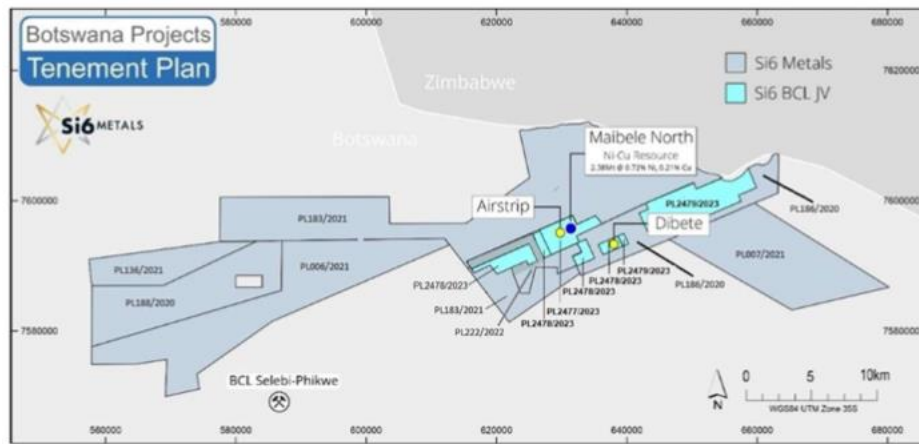 580000 600000 620000 640000 660000 680000
Botswana Projects
Tenement Plan
Si6 METALS
7620000
7620000
Zimbabwe
Botswana
Si6 Metals
Si6 BCL JV
Maibele North
Ni-Cu Resource
2.38Mt @ 0.72% Ni, 0.21% Cu
7600000
7600000
Airstrip
Dibete
PL183/2021
PL2479/2023
PL186/2020
PL136/2021
PL006/2021
PL007/2021
PL188/2020
PL2478/2023
PL2479/2023
PL186/2020
PL2478/2023
PL2478/2023
PL183/2021
PL2477/2023
PL222/2022
PL2478/2023
7580000
7580000
BCL Selebi-Phikwe
0 5 10km
N
WGS84 UTM Zone 35S
560000 580000 600000 620000 640000 660000 680000